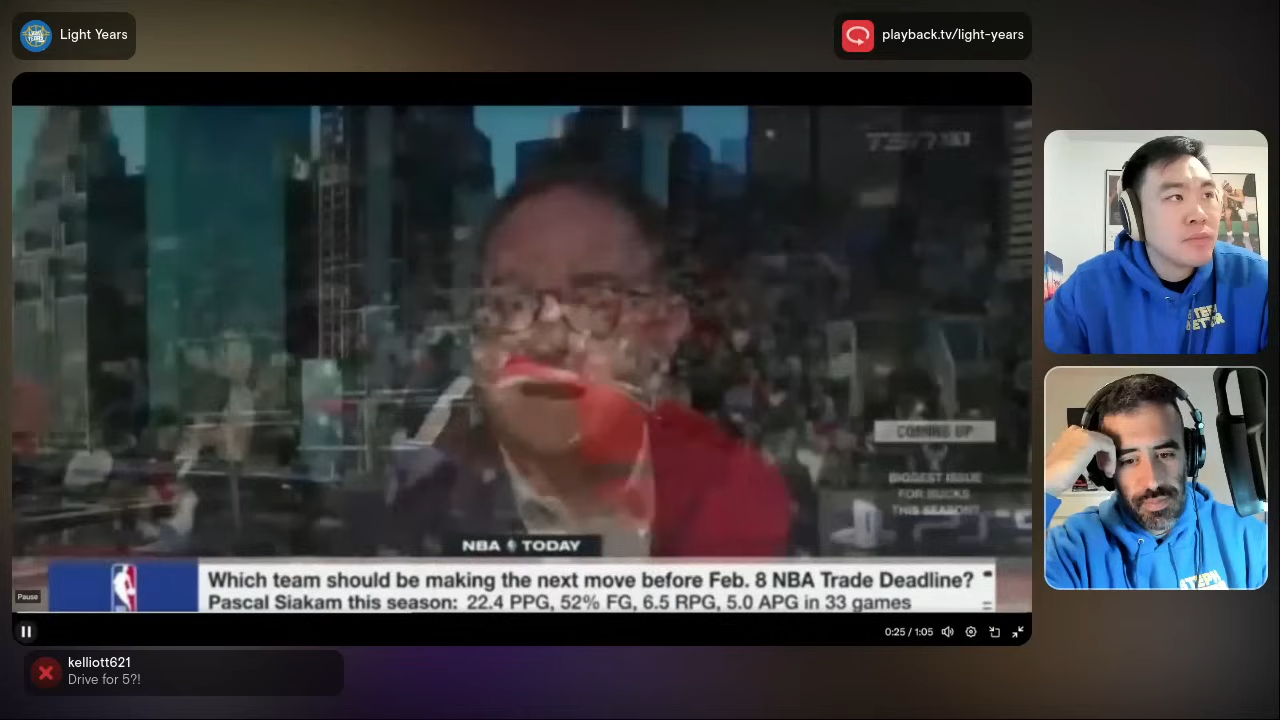 Light Years
playback.tv/light-years
COMING UP
BIGGEST ISSUE
FOR BUCKS
THIS SEASON?
NBA TODAY
Which team should be making the next move before Feb. 8 NBA Trade Deadline?
Pascal Siakam this season: 22.4 PPG, 52% FG, 6.5 RPG, 5.0 APG in 33 games
Pause
0:25 / 1:05
kelliott621
Drive for 5?!